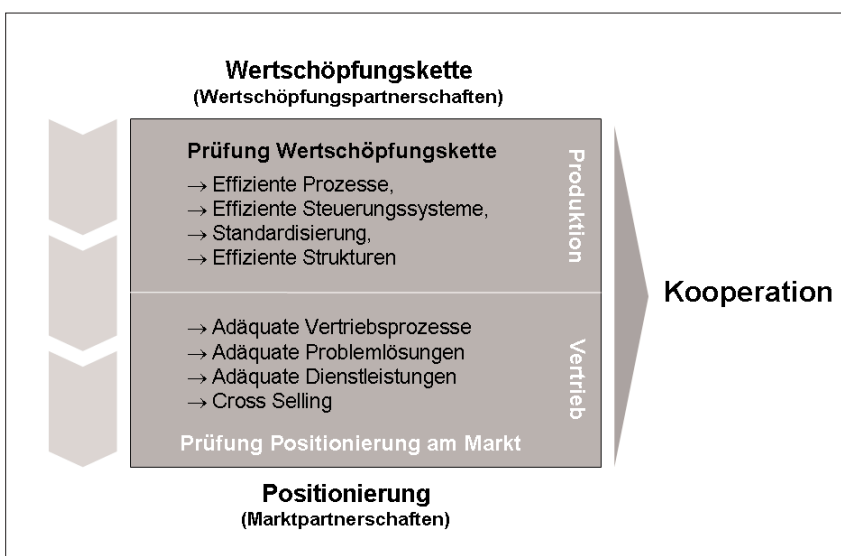 Wertschöpfungskette
(Wertschöpfungspartnerschaften)
Prüfung Wertschöpfungskette
→ Effiziente Prozesse,
→ Effiziente Steuerungssysteme,
→ Standardisierung,
→ Effiziente Strukturen
Produktion
→ Adäquate Vertriebsprozesse
→ Adäquate Problemlösungen
→ Adäquate Dienstleistungen
→ Cross Selling
Vertrieb
Prüfung Positionierung am Markt
Kooperation
Positionierung
(Marktpartnerschaften)